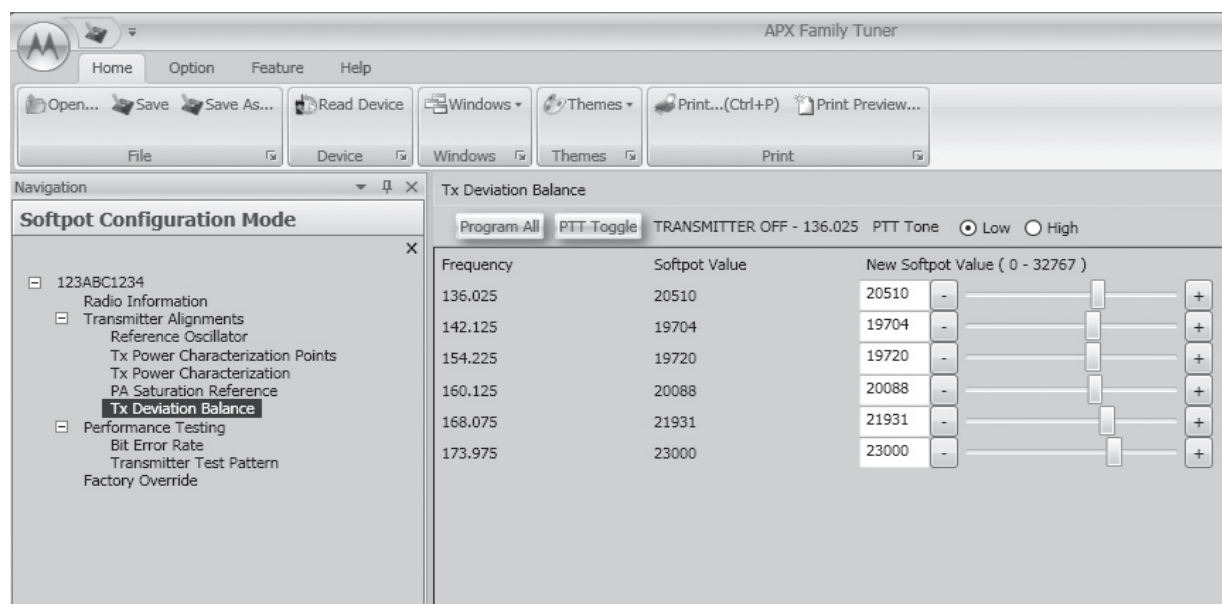 APX Family Tuner
Home Option Feature Help
Open... Save Save As... Read Device Windows Themes Print...(Ctrl+P) Print Preview...
File Device Windows Themes Print
Navigation
Softpot Configuration Mode
123ABC1234
Radio Information
Transmitter Alignments
Reference Oscillator
Tx Power Characterization Points
Tx Power Characterization
PA Saturation Reference
Tx Deviation Balance
Performance Testing
Bit Error Rate
Transmitter Test Pattern
Factory Override
Tx Deviation Balance
Program All PTT Toggle TRANSMITTER OFF - 136.025 PTT Tone Low High
Frequency Softpot Value New Softpot Value ( 0 - 32767 )
136.025 20510 20510 - +
142.125 19704 19704 - +
154.225 19720 19720 - +
160.125 20088 20088 - +
168.075 21931 21931 - +
173.975 23000 23000 - +